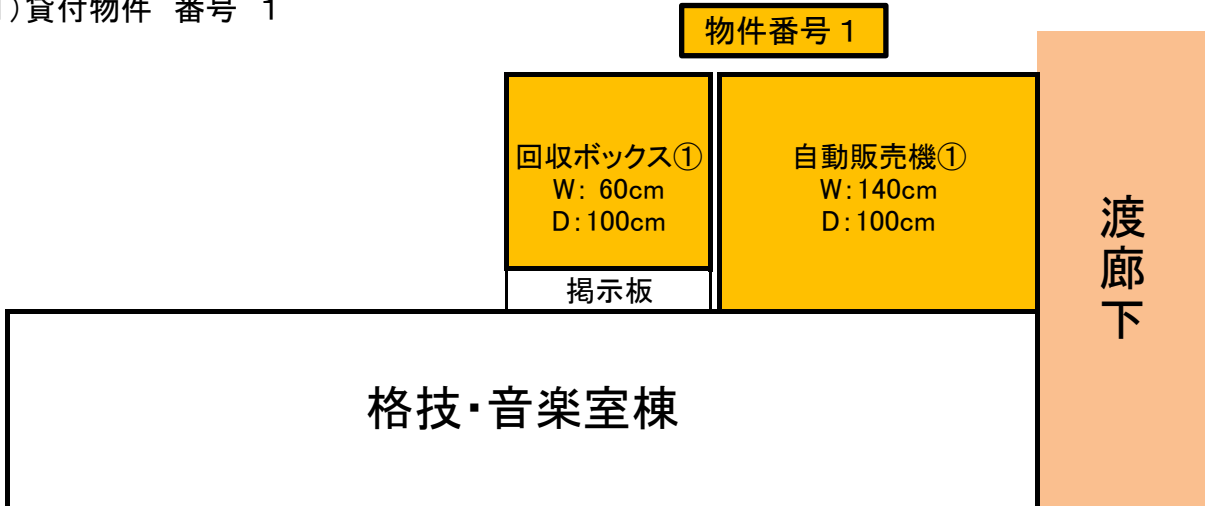 )貸付物件 番号 1
物件番号1
回収ボックス①
W: 60cm
D:100cm
自動販売機①
W:140cm
D:100cm
掲示板
渡廊下
格技・音楽室棟